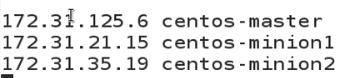 172.31.125.6 centos-master
172.31.21.15 centos-minion1
172.31.35.19 centos-minion2